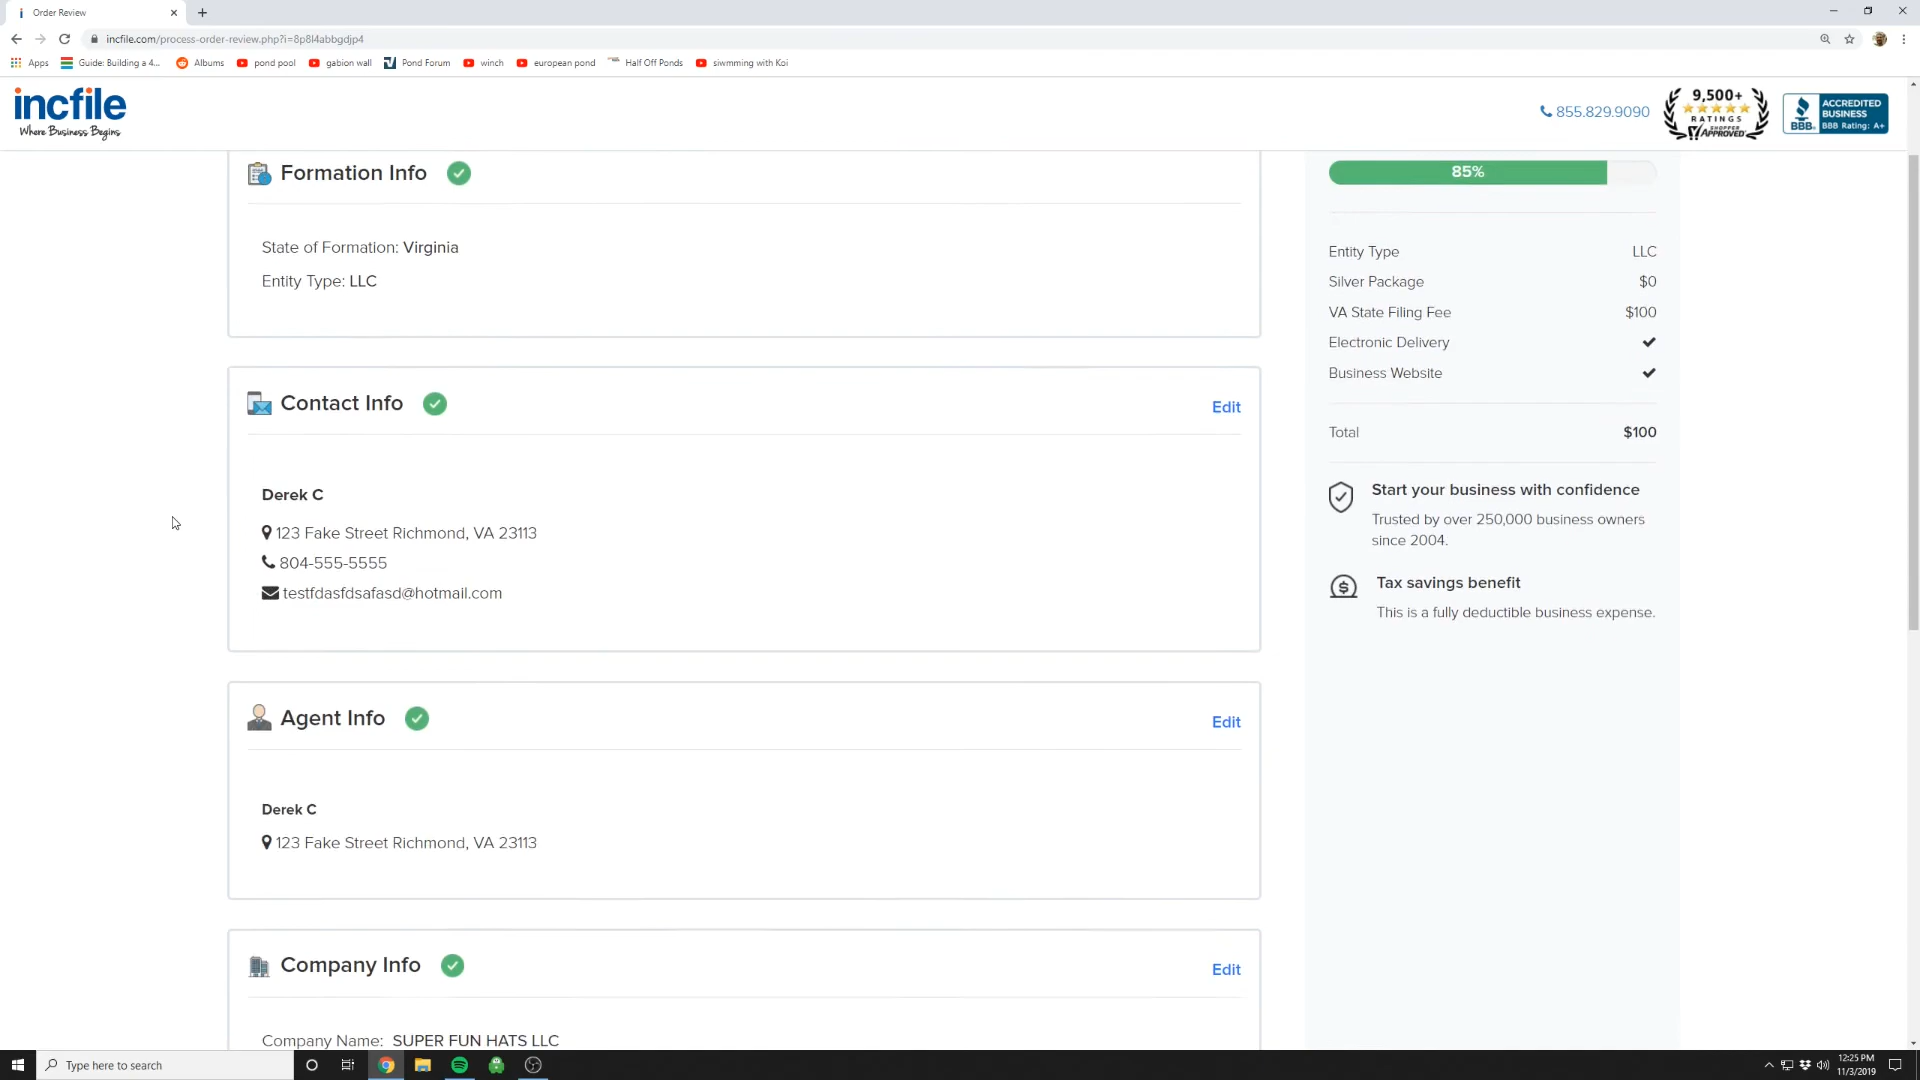 Order Review
incfile.com/process-order-review.php?i=8p8l4abbgdjp4
Apps Guide: Building a 4... Albums pond pool gabion wall Pond Forum winch european pond Half Off Ponds siwmming with Koi
incfile
Where Business Begins
855.829.9090
9,500+
RATINGS
SHOPPER
APPROVED
BBB
ACCREDITED
BUSINESS
BBB Rating: A+
Formation Info
State of Formation: Virginia
Entity Type: LLC
Contact Info
Edit
Derek C
123 Fake Street Richmond, VA 23113
804-555-5555
testfdasfdsafasd@hotmail.com
Agent Info
Edit
Derek C
123 Fake Street Richmond, VA 23113
Company Info
Edit
Company Name: SUPER FUN HATS LLC
85%
Entity Type LLC
Silver Package $0
VA State Filing Fee $100
Electronic Delivery
Business Website
Total $100
Start your business with confidence
Trusted by over 250,000 business owners
since 2004.
Tax savings benefit
This is a fully deductible business expense.
Type here to search
12:25 PM
11/3/2019